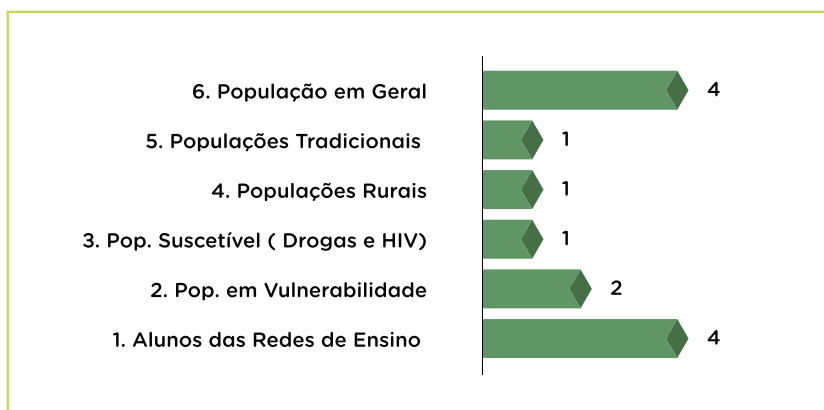 6. População em Geral 4
5. Populações Tradicionais 1
4. Populações Rurais 1
3. Pop. Suscetível ( Drogas e HIV) 1
2. Pop. em Vulnerabilidade 2
1. Alunos das Redes de Ensino 4